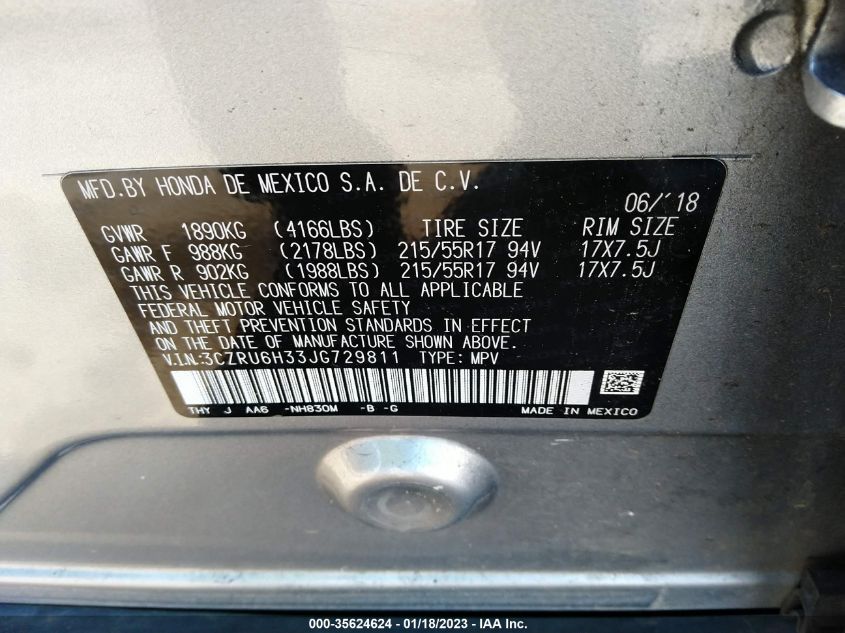 MFD.BY HONDA DE MEXICO S.A. DE C.V.
06/'18
GVWR 1890KG (4166LBS) TIRE SIZE RIM SIZE
GAWR F 988KG (2178LBS) 215/55R17 94V 17X7.5J
GAWR R 902KG (1988LBS) 215/55R17 94V 17X7.5J
THIS VEHICLE CONFORMS TO ALL APPLICABLE
FEDERAL MOTOR VEHICLE SAFETY
AND THEFT PREVENTION STANDARDS IN EFFECT
ON THE DATE OF MANUFACTURE SHOWN ABOVE.
V.I.N:3CZRU6H33JG729811 TYPE: MPV
THY J AA6 -NH830M -B -G MADE IN MEXICO
000-35624624 / 01/18/2023 - IAA Inc.